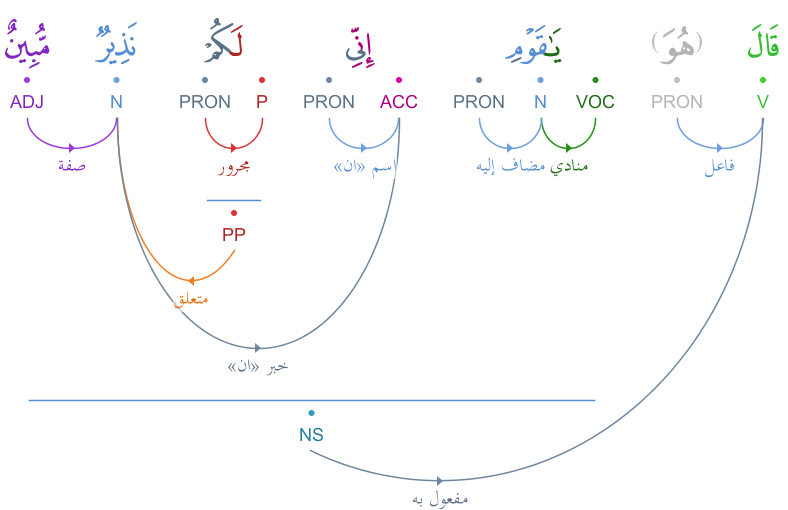 قَالَ (هُوَ) يَٰقَوْمِ إِنِّى لَكُمْ نَذِيرٌ مُّبِينٌ
V PRON VOC N PRON ACC PRON P PRON N ADJ
فاعل منادي مضاف إليه اسم «ان» مجرور صفة
PP
متعلق
خبر «ان»
NS
مفعول به